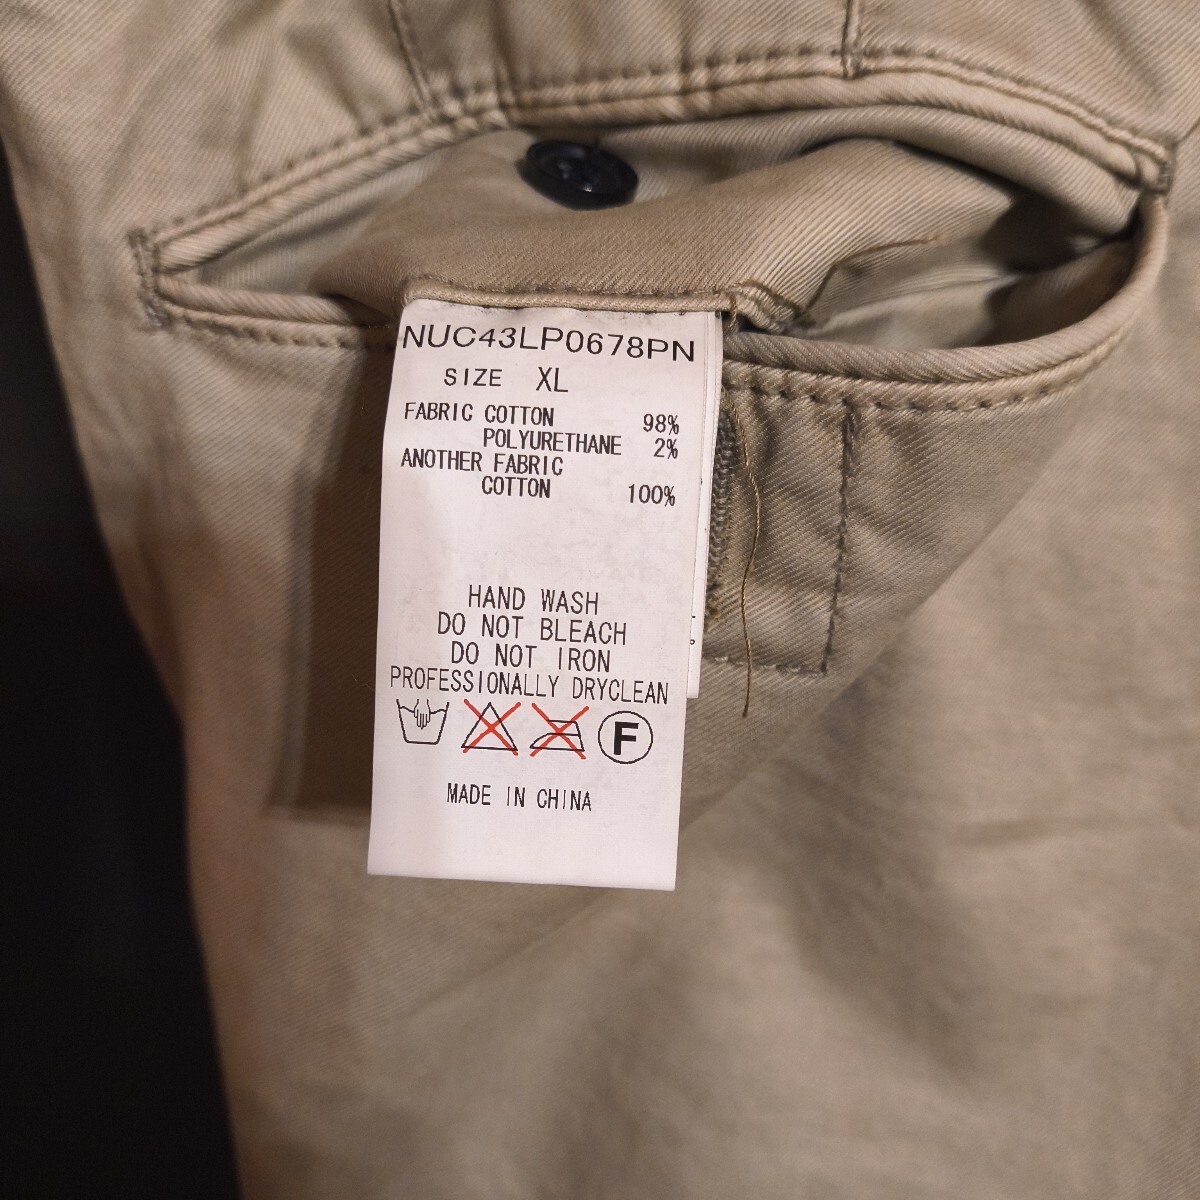 NUC43LP0678PN
SIZE XL
FABRIC COTTON 98%
POLYURETHANE 2%
ANOTHER FABRIC
COTTON 100%
HAND WASH
DO NOT BLEACH
DO NOT IRON
PROFESSIONALLY DRYCLEAN
F
MADE IN CHINA